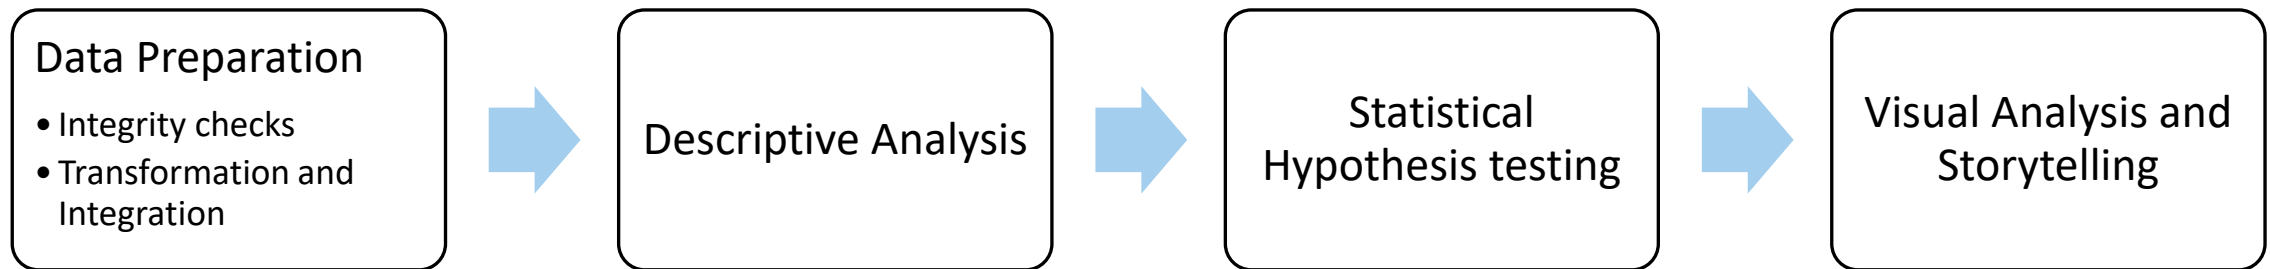 Data Preparation
• Integrity checks
• Transformation and
Integration
Descriptive Analysis
Statistical
Hypothesis testing
Visual Analysis and
Storytelling